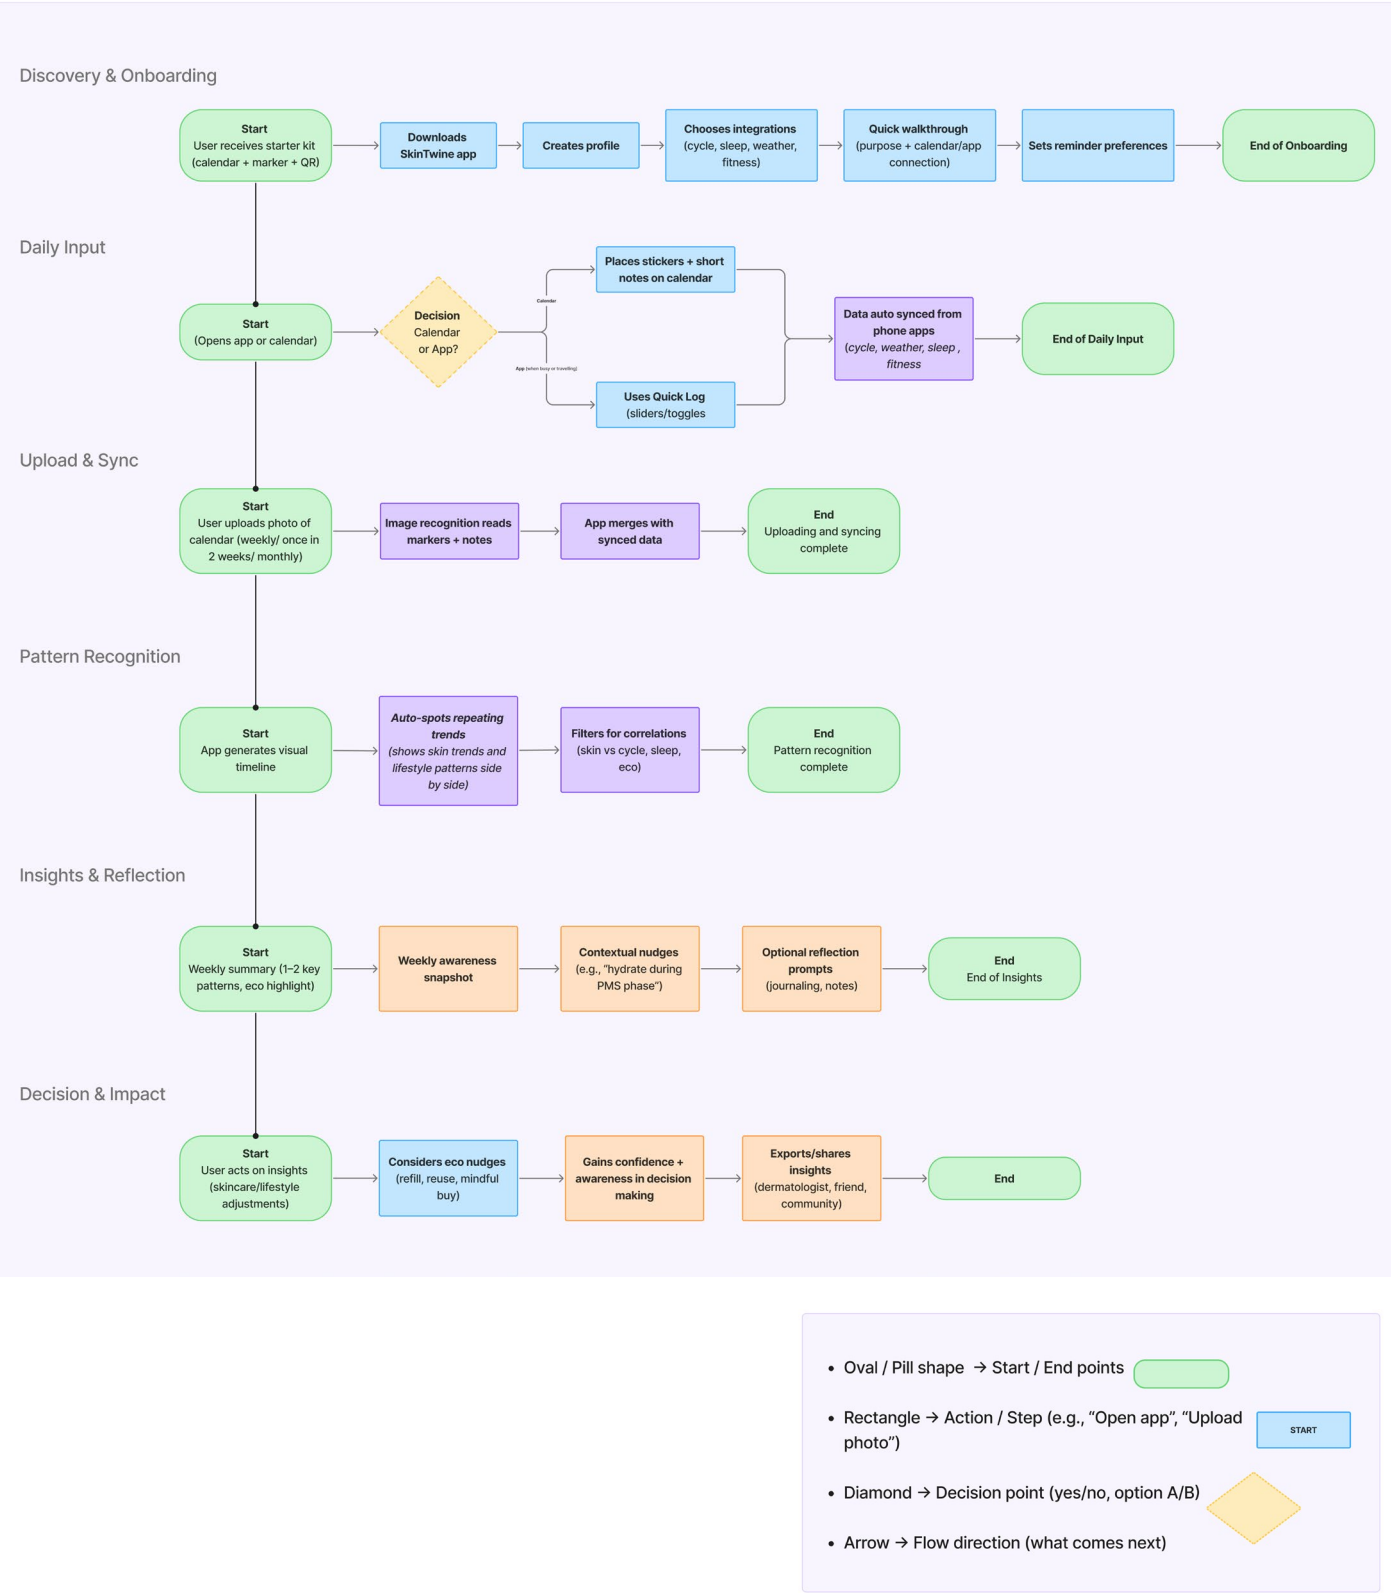 Discovery & Onboarding
Start
User receives starter kit
(calendar + marker + QR)
Downloads
SkinTwine app
Creates profile
Chooses integrations
(cycle, sleep, weather,
fitness)
Quick walkthrough
(purpose + calendar/app
connection)
Sets reminder preferences
End of Onboarding
Daily Input
Start
(Opens app or calendar)
Decision
Calendar
or App?
Calendar
App (when busy or travelling)
Places stickers + short
notes on calendar
Uses Quick Log
(sliders/toggles
Data auto synced from
phone apps
(cycle, weather, sleep ,
fitness
End of Daily Input
Upload & Sync
Start
User uploads photo of
calendar (weekly/ once in
2 weeks/ monthly)
Image recognition reads
markers + notes
App merges with
synced data
End
Uploading and syncing
complete
Pattern Recognition
Start
App generates visual
timeline
Auto-spots repeating
trends
(shows skin trends and
lifestyle patterns side
by side)
Filters for correlations
(skin vs cycle, sleep,
eco)
End
Pattern recognition
complete
Insights & Reflection
Start
Weekly summary (1–2 key
patterns, eco highlight)
Weekly awareness
snapshot
Contextual nudges
(e.g., “hydrate during
PMS phase”)
Optional reflection
prompts
(journaling, notes)
End
End of Insights
Decision & Impact
Start
User acts on insights
(skincare/lifestyle
adjustments)
Considers eco nudges
(refill, reuse, mindful
buy)
Gains confidence +
awareness in decision
making
Exports/shares
insights
(dermatologist, friend,
community)
End
• Oval / Pill shape → Start / End points
• Rectangle → Action / Step (e.g., “Open app”, “Upload
photo”)
START
• Diamond → Decision point (yes/no, option A/B)
• Arrow → Flow direction (what comes next)